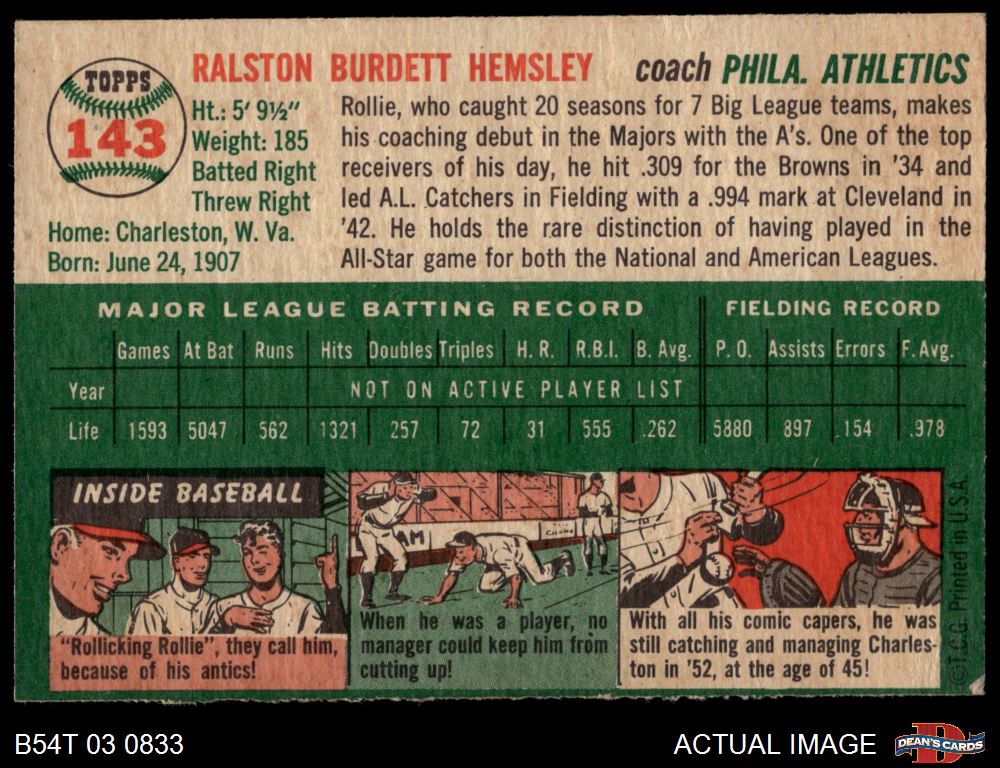 TOPPS
143
RALSTON BURDETT HEMSLEY coach PHILA. ATHLETICS
Ht.: 5' 9½"
Weight: 185
Batted Right
Threw Right
Home: Charleston, W. Va.
Born: June 24, 1907
Rollie, who caught 20 seasons for 7 Big League teams, makes
his coaching debut in the Majors with the A's. One of the top
receivers of his day, he hit .309 for the Browns in '34 and
led A.L. Catchers in Fielding with a .994 mark at Cleveland in
'42. He holds the rare distinction of having played in the
All-Star game for both the National and American Leagues.
MAJOR LEAGUE BATTING RECORD FIELDING RECORD
Games At Bat Runs Hits Doubles Triples H. R. R.B.I. B. Avg. P. O. Assists Errors F. Avg.
Year NOT ON ACTIVE PLAYER LIST
Life 1593 5047 562 1321 257 72 31 555 .262 5880 897 154 .978
INSIDE BASEBALL
"Rollicking Rollie", they call him,
because of his antics!
AM
When he was a player, no
manager could keep him from
cutting up!
With all his comic capers, he was
still catching and managing Charles-
ton in '52, at the age of 45!
© T.C.G. Printed in U.S.A.
B54T 03 0833
ACTUAL IMAGE
D
DEAN'S CARDS